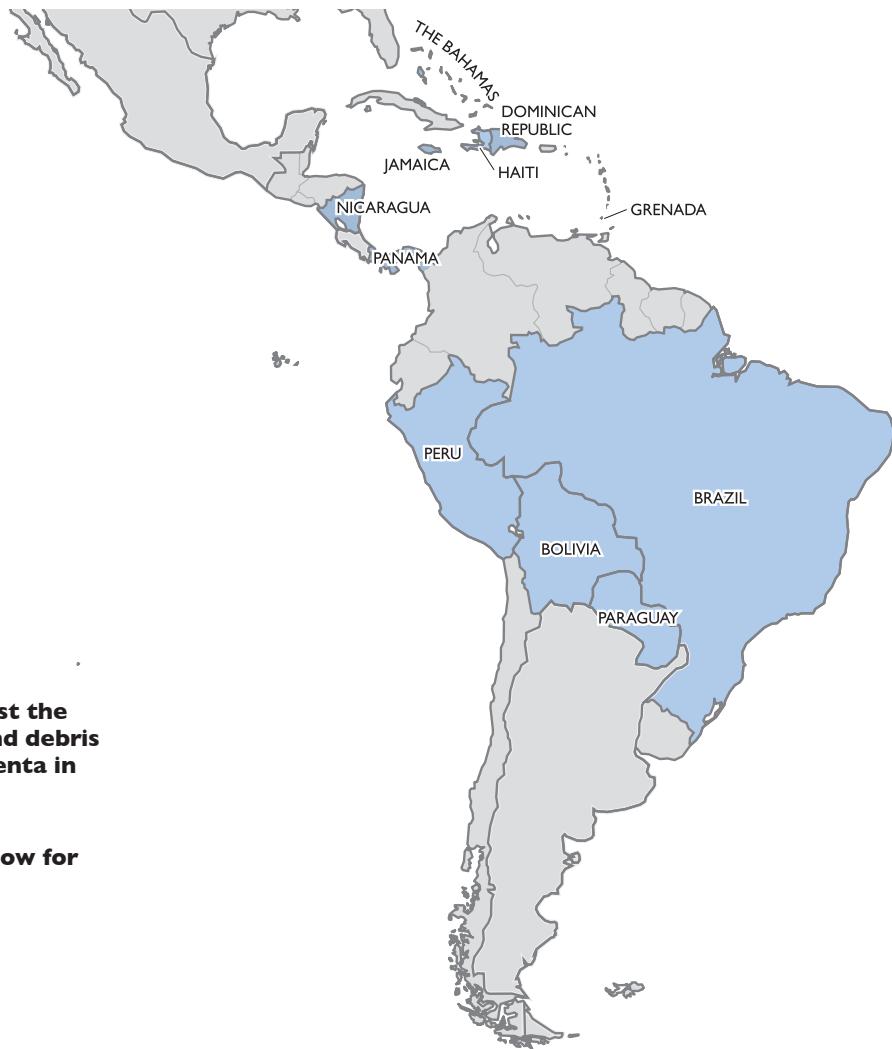 THE BAHAMAS
DOMINICAN
REPUBLIC
JAMAICA
HAITI
NICARAGUA
GRENADA
PANAMA
PERU
BRAZIL
BOLIVIA
PARAGUAY
st the
nd debris
enta in
ow for